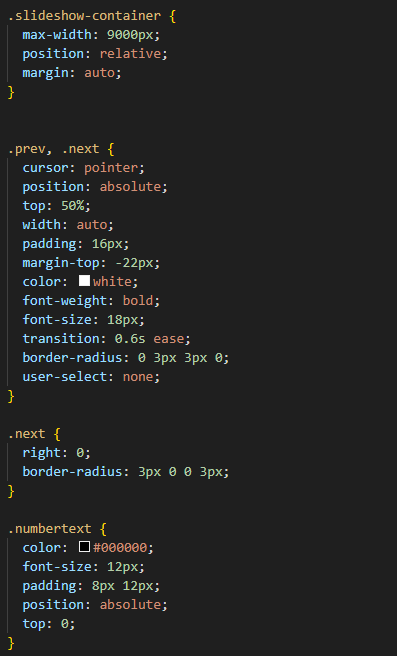 .slideshow-container {
max-width: 9000px;
position: relative;
margin: auto;
}
.prev, .next {
cursor: pointer;
position: absolute;
top: 50%;
width: auto;
padding: 16px;
margin-top: -22px;
color: white;
font-weight: bold;
font-size: 18px;
transition: 0.6s ease;
border-radius: 0 3px 3px 0;
user-select: none;
}
.next {
right: 0;
border-radius: 3px 0 0 3px;
}
.numbertext {
color: #000000;
font-size: 12px;
padding: 8px 12px;
position: absolute;
top: 0;
}